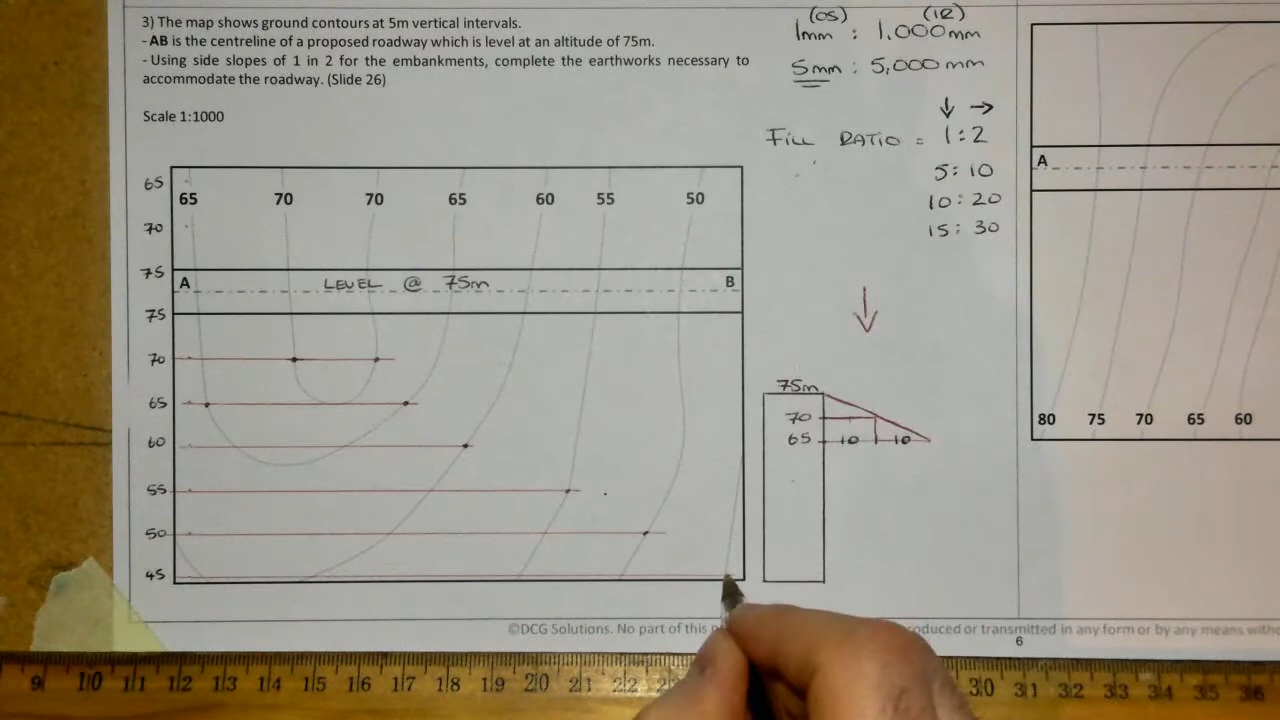 3) The map shows ground contours at 5m vertical intervals.
- AB is the centreline of a proposed roadway which is level at an altitude of 75m.
- Using side slopes of 1 in 2 for the embankments, complete the earthworks necessary to
accommodate the roadway. (Slide 26)
Scale 1:1000
(OS) (IR)
1mm : 1,000mm
5mm : 5,000mm
↓ →
FILL RATIO = 1:2
5:10
10:20
15:30
65
65 70 70 65 60 55 50
70
75
A LEVEL @ 75m B
75
70
65
60
55
50
45
75m
70
65 10 10
A
80 75 70 65 60
©DCG Solutions. No part of this
roduced or transmitted in any form or by any means
6
9 10 11 12 13 14 15 16 17 18 19 20 21 22
30 31 32 33 34 35 36